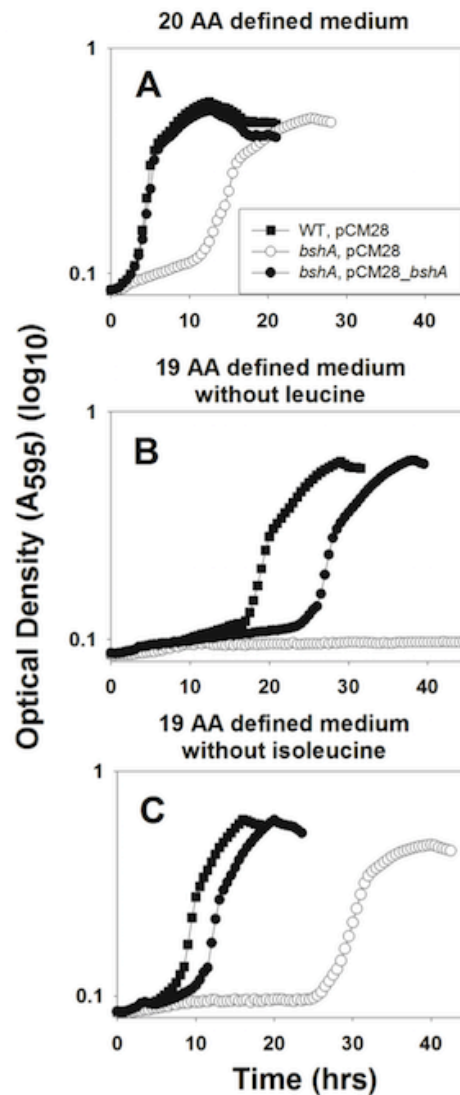 20 AA defined medium
1
A
WT, pCM28
bshA, pCM28
bshA, pCM28_bshA
0.1
0 10 20 30 40
19 AA defined medium
without leucine
1
B
0.1
0 10 20 30 40
19 AA defined medium
without isoleucine
1
C
0.1
0 10 20 30 40
Time (hrs)
Optical Density (A595) (log10)